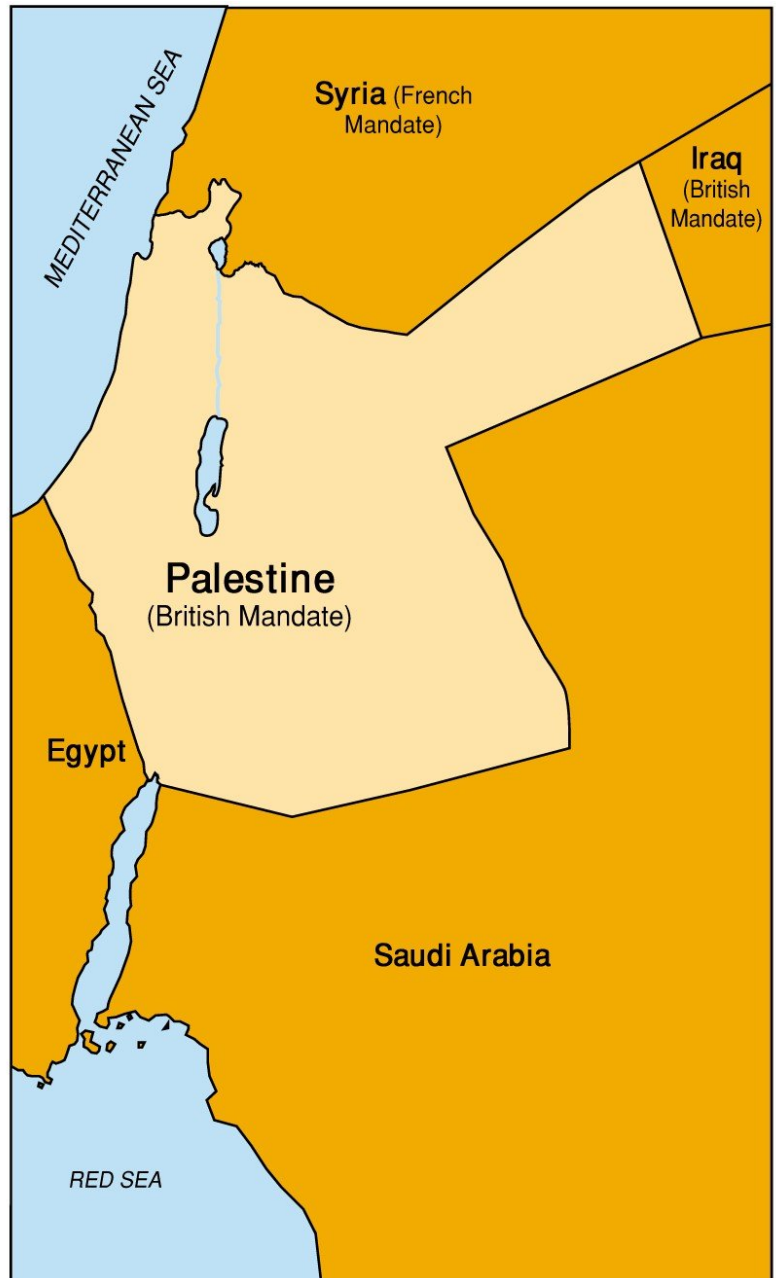 MEDITERRANEAN SEA
Syria (French
Mandate)
Iraq
(British
Mandate)
Palestine
(British Mandate)
Egypt
Saudi Arabia
RED SEA